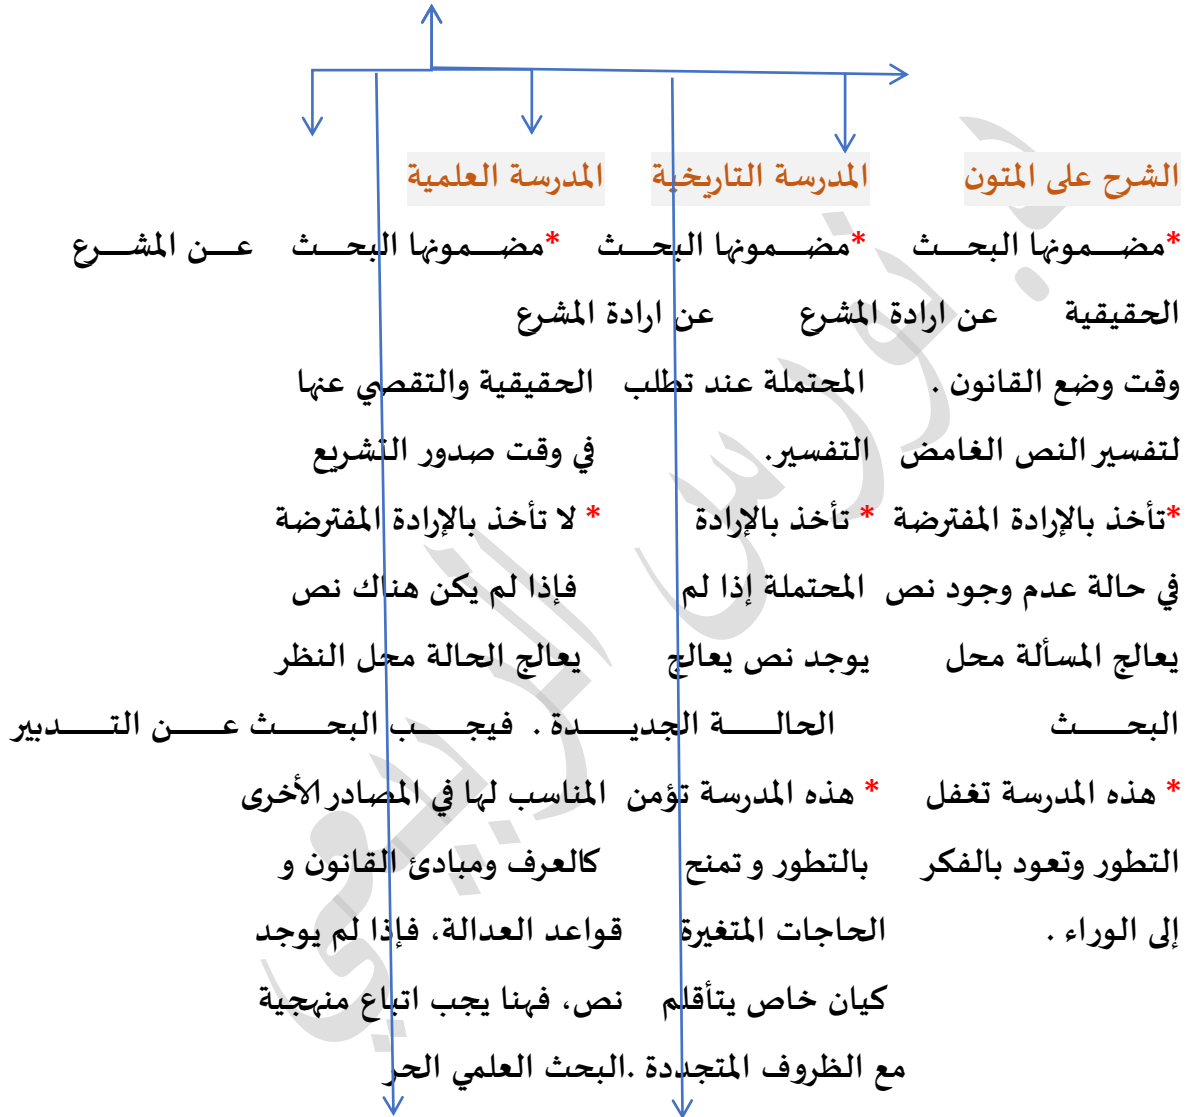 الشرح على المتون المدرسة التاريخية المدرسة العلمية
*مضمونها البحث *مضمونها البحث *مضمونها البحث عن المشرع
الحقيقية عن ارادة المشرع عن ارادة المشرع
وقت وضع القانون . المحتملة عند تطلب الحقيقية والتقصي عنها
لتفسير النص الغامض التفسير. في وقت صدور التشريع
*تأخذ بالإرادة المفترضة * تأخذ بالإرادة * لا تأخذ بالإرادة المفترضة
في حالة عدم وجود نص المحتملة إذا لم فإذا لم يكن هناك نص
يعالج المسألة محل يوجد نص يعالج يعالج الحالة محل النظر
البحث الحالة الجديدة . فيجب البحث عن التدبير
* هذه المدرسة تغفل * هذه المدرسة تؤمن المناسب لها في المصادر الأخرى
التطور وتعود بالفكر بالتطور و تمنح كالعرف ومبادئ القانون و
إلى الوراء . الحاجات المتغيرة قواعد العدالة، فإذا لم يوجد
كيان خاص يتأقلم نص، فهنا يجب اتباع منهجية
مع الظروف المتجددة .البحث العلمي الحر